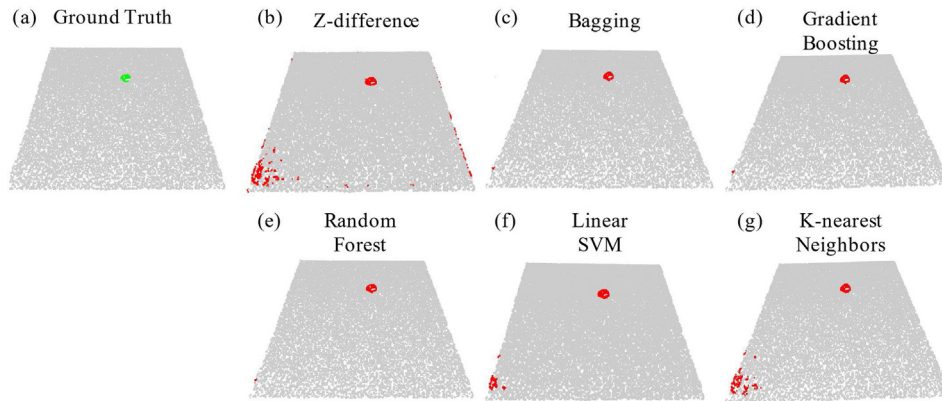 (a) Ground Truth
(b) Z-difference
(c) Bagging
(d) Gradient
Boosting
(e) Random
Forest
(f) Linear
SVM
(g) K-nearest
Neighbors